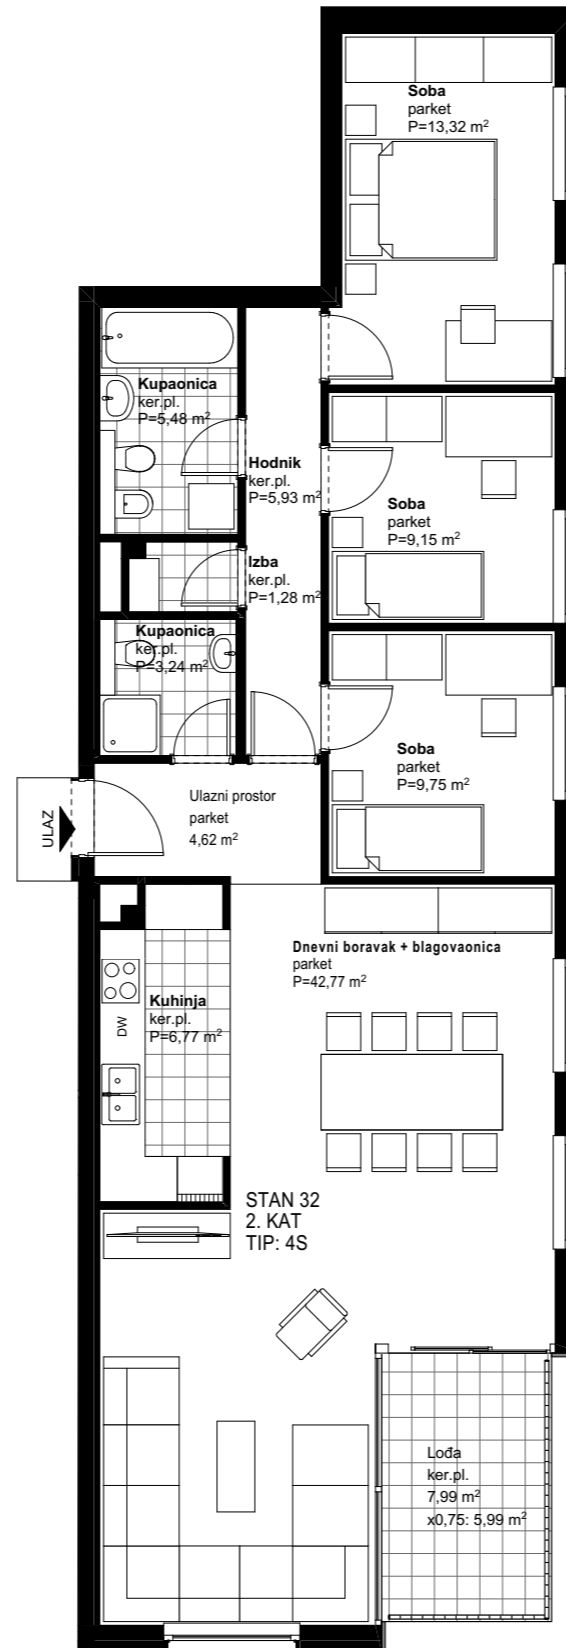 Soba
parket
P=13,32 m²
Kupaonica
ker.pl.
P=5,48 m²
Hodnik
ker.pl.
P=5,93 m²
Soba
parket
P=9,15 m²
Izba
ker.pl.
P=1,28 m²
Kupaonica
ker.pl.
P=3,24 m²
Soba
parket
P=9,75 m²
ULAZ
Ulazni prostor
parket
4,62 m²
Dnevni boravak + blagovaonica
parket
P=42,77 m²
Kuhinja
ker.pl.
P=6,77 m²
DW
STAN 32
2. KAT
TIP: 4S
Lođa
ker.pl.
7,99 m²
x0,75: 5,99 m²